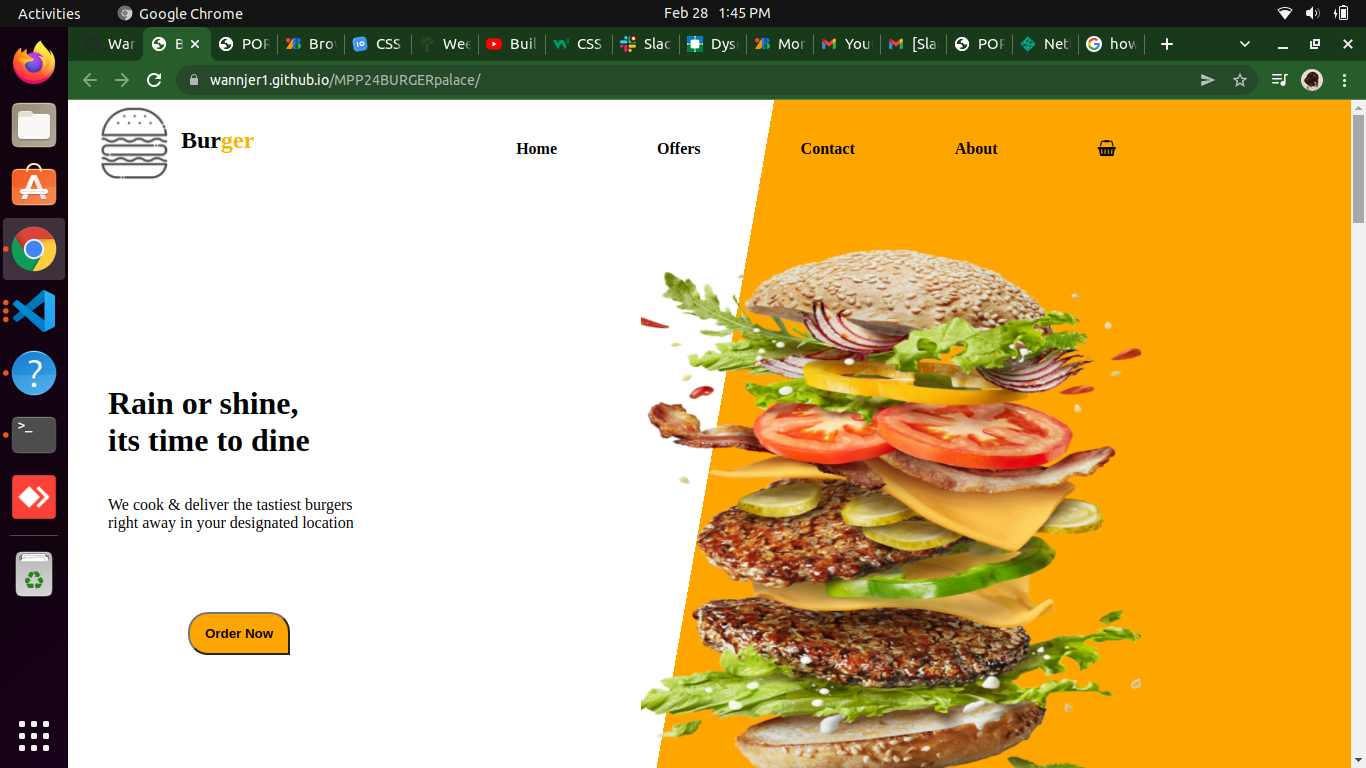 Activities
Google Chrome
Feb 28 1:45 PM
War
B
POR
Bro
CSS
Wee
Buil
CSS
Slac
Dys
Mor
You
[Sla
POR
Net
how
wannjer1.github.io/MPP24BURGERpalace/
Burger
Home
Offers
Contact
About
Rain or shine,
its time to dine
We cook & deliver the tastiest burgers
right away in your designated location
Order Now